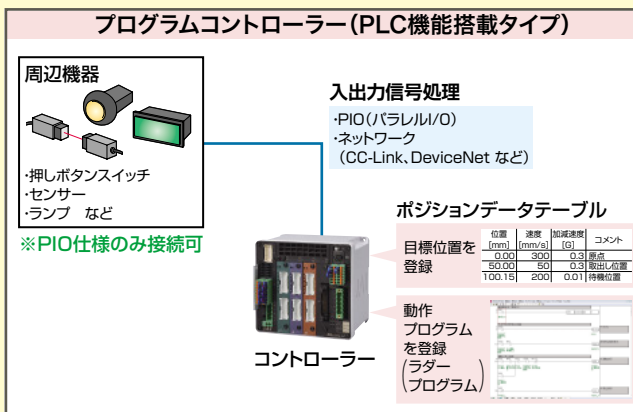 プログラムコントローラー(PLC機能搭載タイプ)
周辺機器
・押しボタンスイッチ
・センサー
・ランプ など
※PIO仕様のみ接続可
入出力信号処理
・PIO(パラレルI/O)
・ネットワーク
(CC-Link、DeviceNet など)
ポジションデータテーブル
目標位置を
登録
位置 速度 加減速度 コメント
[mm] [mm/s] [G]
0.00 300 0.3 原点
50.00 50 0.3 取出し位置
100.15 200 0.01 待機位置
動作
プログラム
を登録
(ラダー
プログラム)
コントローラー